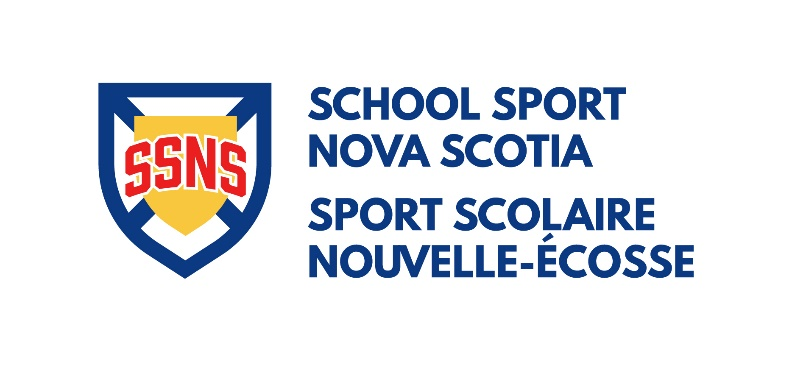 SSNS
SCHOOL SPORT
NOVA SCOTIA
SPORT SCOLAIRE
NOUVELLE-ÉCOSSE